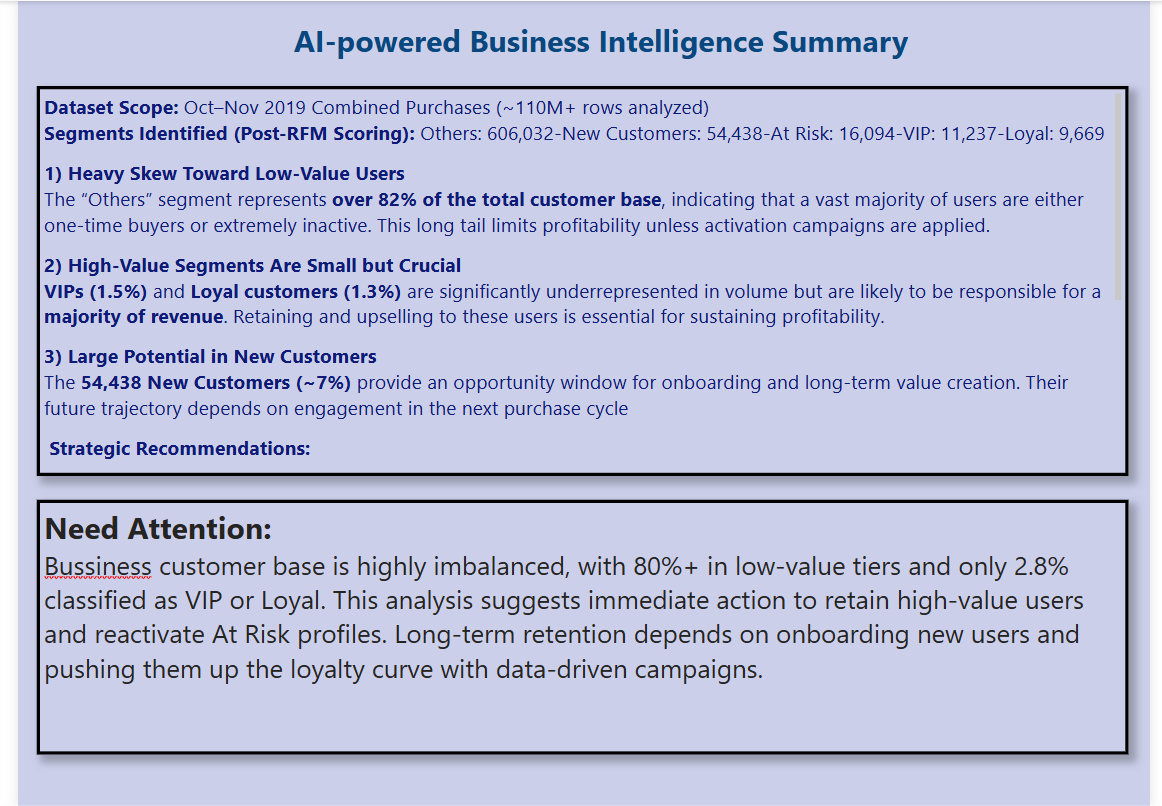 AI-powered Business Intelligence Summary
Dataset Scope: Oct–Nov 2019 Combined Purchases (~110M+ rows analyzed)
Segments Identified (Post-RFM Scoring): Others: 606,032-New Customers: 54,438-At Risk: 16,094-VIP: 11,237-Loyal: 9,669
1) Heavy Skew Toward Low-Value Users
The “Others” segment represents over 82% of the total customer base, indicating that a vast majority of users are either
one-time buyers or extremely inactive. This long tail limits profitability unless activation campaigns are applied.
2) High-Value Segments Are Small but Crucial
VIPs (1.5%) and Loyal customers (1.3%) are significantly underrepresented in volume but are likely to be responsible for a
majority of revenue. Retaining and upselling to these users is essential for sustaining profitability.
3) Large Potential in New Customers
The 54,438 New Customers (~7%) provide an opportunity window for onboarding and long-term value creation. Their
future trajectory depends on engagement in the next purchase cycle
Strategic Recommendations:
Need Attention:
Bussiness customer base is highly imbalanced, with 80%+ in low-value tiers and only 2.8%
classified as VIP or Loyal. This analysis suggests immediate action to retain high-value users
and reactivate At Risk profiles. Long-term retention depends on onboarding new users and
pushing them up the loyalty curve with data-driven campaigns.